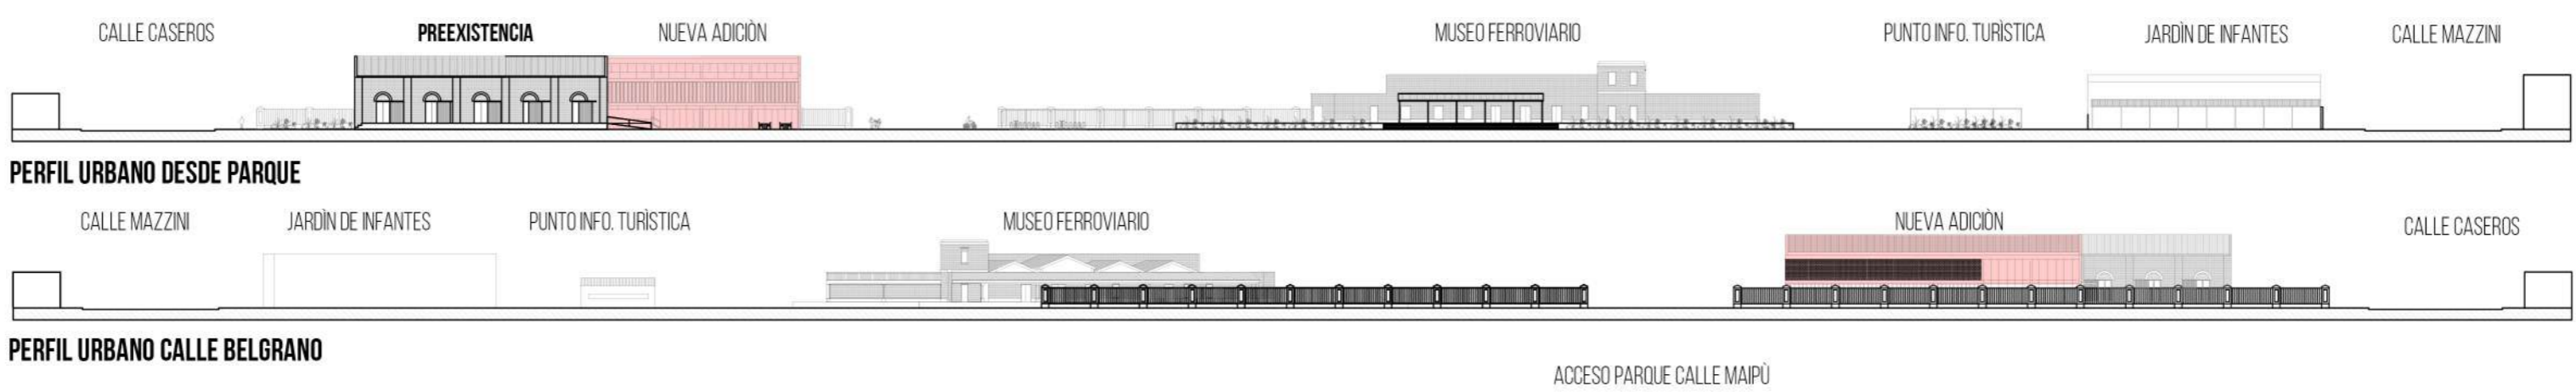 CALLE CASEROS
PREEXISTENCIA
NUEVA ADICIÒN
MUSEO FERROVIARIO
PUNTO INFO. TURÌSTICA
JARDÌN DE INFANTES
CALLE MAZZINI
PERFIL URBANO DESDE PARQUE
CALLE MAZZINI
JARDÌN DE INFANTES
PUNTO INFO. TURÌSTICA
MUSEO FERROVIARIO
NUEVA ADICIÒN
CALLE CASEROS
PERFIL URBANO CALLE BELGRANO
ACCESO PARQUE CALLE MAIPÙ